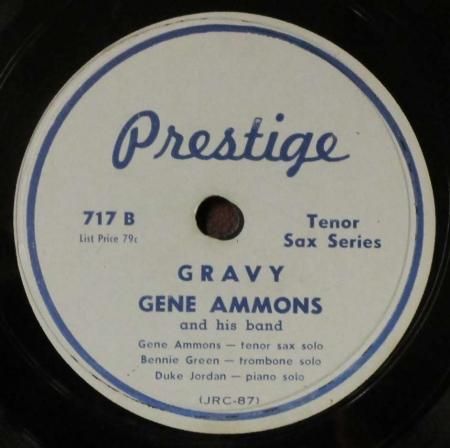 Prestige
717 B
List Price 79c
Tenor
Sax Series
GRAVY
GENE AMMONS
and his band
Gene Ammons — tenor sax solo
Bennie Green — trombone solo
Duke Jordan — piano solo
(JRC-87)